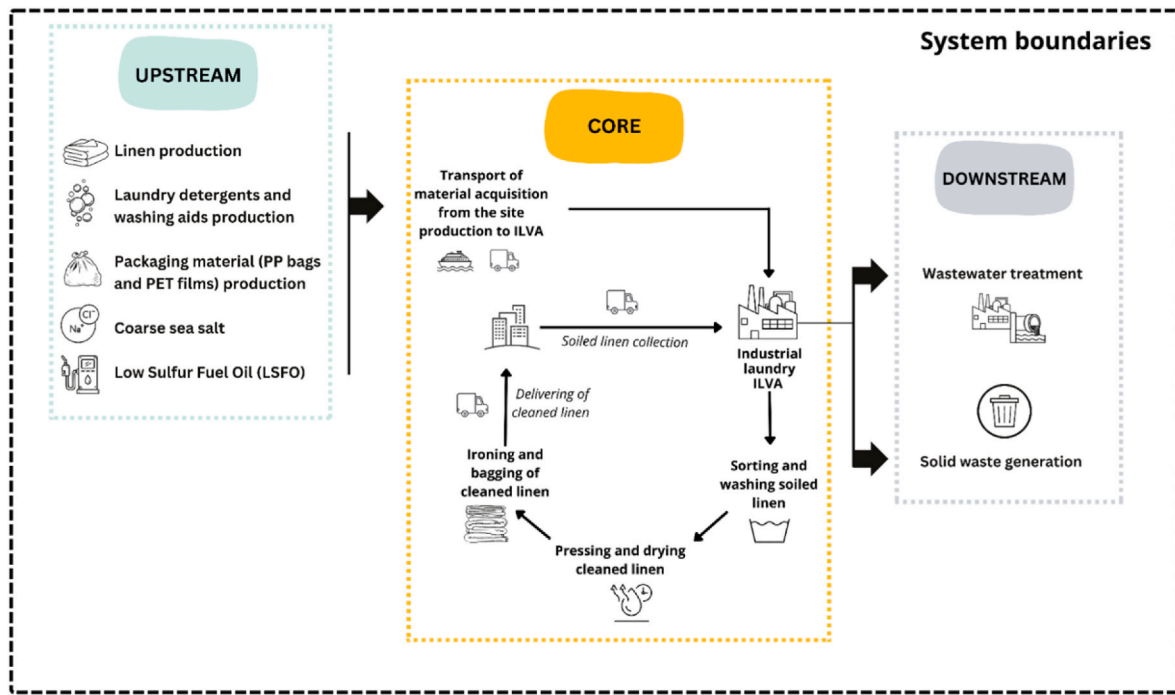 System boundaries
UPSTREAM
Linen production
Laundry detergents and
washing aids production
Packaging material (PP bags
and PET films) production
Cl⁻
Na⁺
Coarse sea salt
Low Sulfur Fuel Oil (LSFO)
CORE
Transport of
material acquisition
from the site
production to ILVA
Soiled linen collection
Industrial
laundry
ILVA
Delivering of
cleaned linen
Ironing and
bagging of
cleaned linen
Sorting and
washing soiled
linen
Pressing and drying
cleaned linen
DOWNSTREAM
Wastewater treatment
Solid waste generation